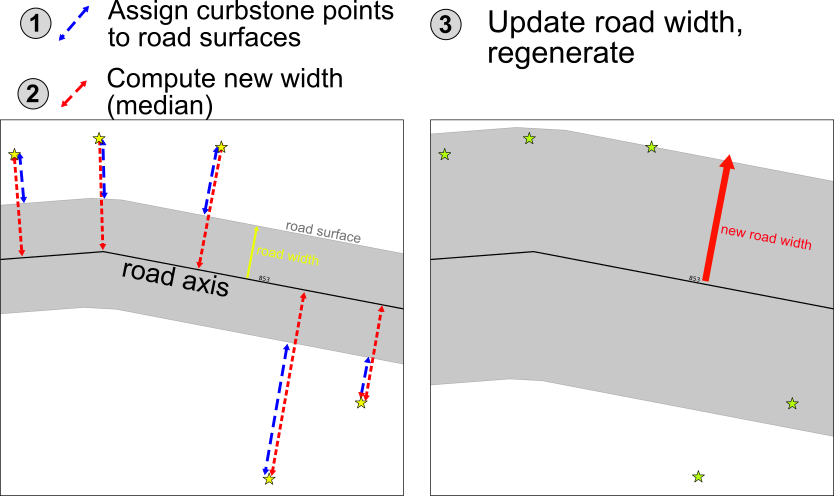 1
Assign curbstone points
to road surfaces
2
Compute new width
(median)
3
Update road width,
regenerate
road surface
road width
853
road axis
new road width
853